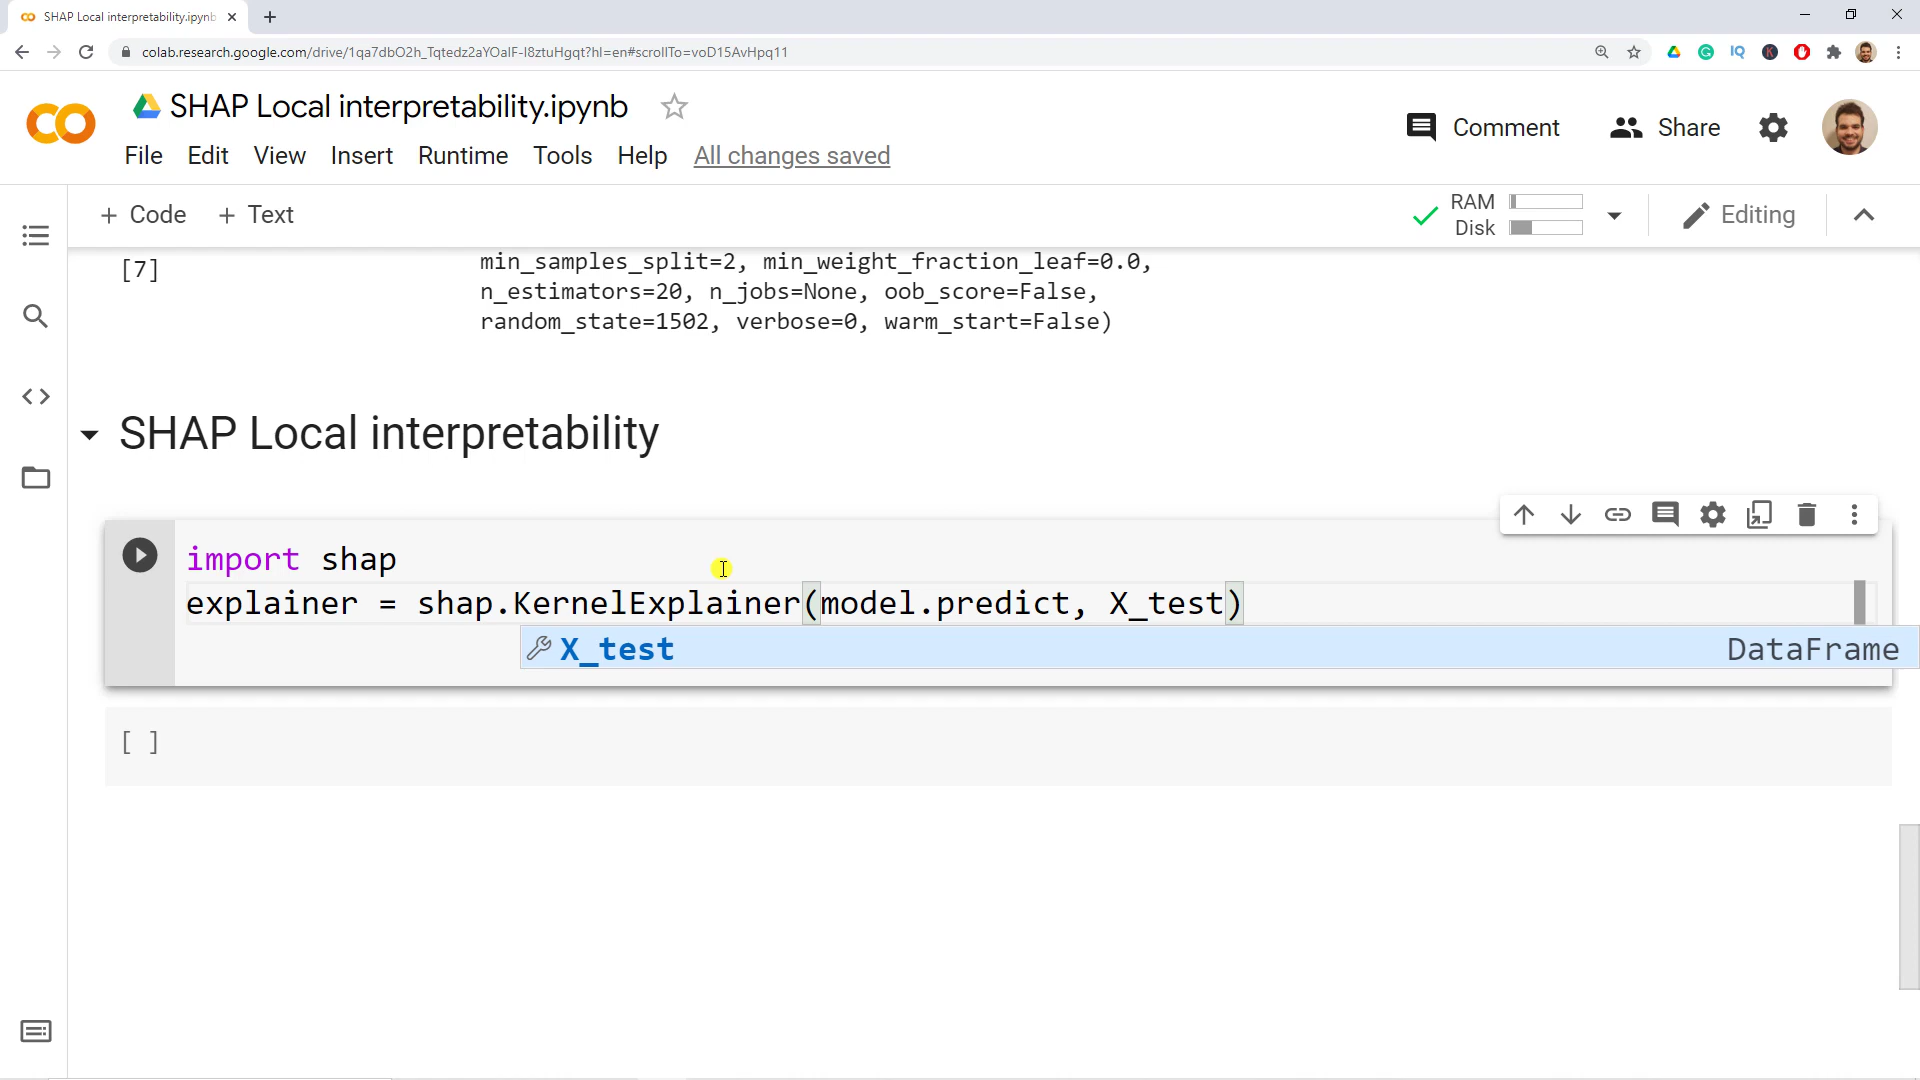 SHAP Local interpretability.ipynb
colab.research.google.com/drive/1qa7dbO2h_Tqtedz2aYOalF-l8ztuHgqt?hl=en#scrollTo=voD15AvHpq11
SHAP Local interpretability.ipynb
Comment
Share
File Edit View Insert Runtime Tools Help All changes saved
+ Code + Text
RAM
Disk
Editing
[7]
min_samples_split=2, min_weight_fraction_leaf=0.0,
n_estimators=20, n_jobs=None, oob_score=False,
random_state=1502, verbose=0, warm_start=False)
SHAP Local interpretability
import shap
explainer = shap.KernelExplainer(model.predict, X_test)
X_test DataFrame
[ ]